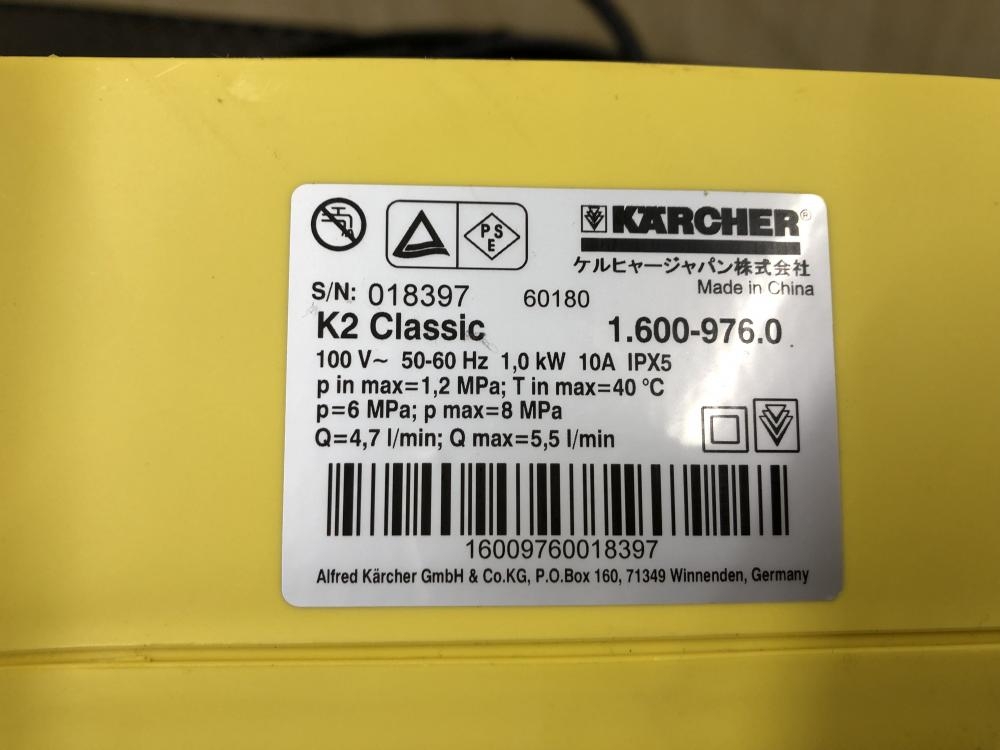 PSE
KÄRCHER®
ケルヒャージャパン株式会社
Made in China
S/N: 018397 60180
K2 Classic 1.600-976.0
100 V~ 50-60 Hz 1,0 kW 10A IPX5
p in max=1,2 MPa; T in max=40 °C
p=6 MPa; p max=8 MPa
Q=4,7 l/min; Q max=5,5 l/min
16009760018397
Alfred Kärcher GmbH & Co.KG, P.O.Box 160, 71349 Winnenden, Germany